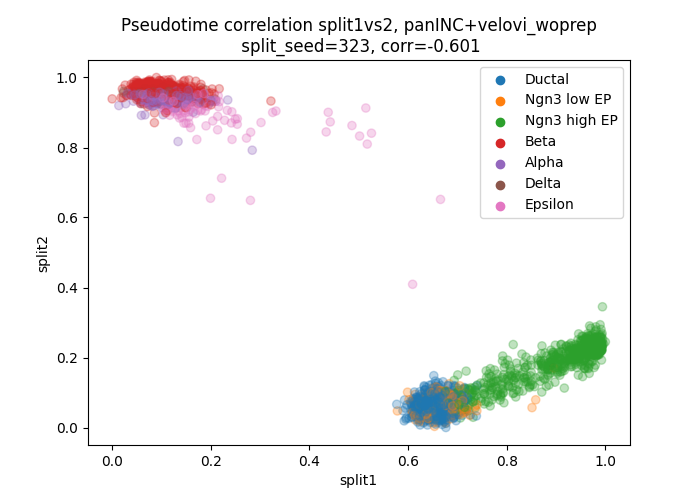 Pseudotime correlation split1vs2, panINC+velovi_woprep
split_seed=323, corr=-0.601
1.0
0.8
0.6
0.4
0.2
0.0
split2
Ductal
Ngn3 low EP
Ngn3 high EP
Beta
Alpha
Delta
Epsilon
0.0 0.2 0.4 0.6 0.8 1.0
split1